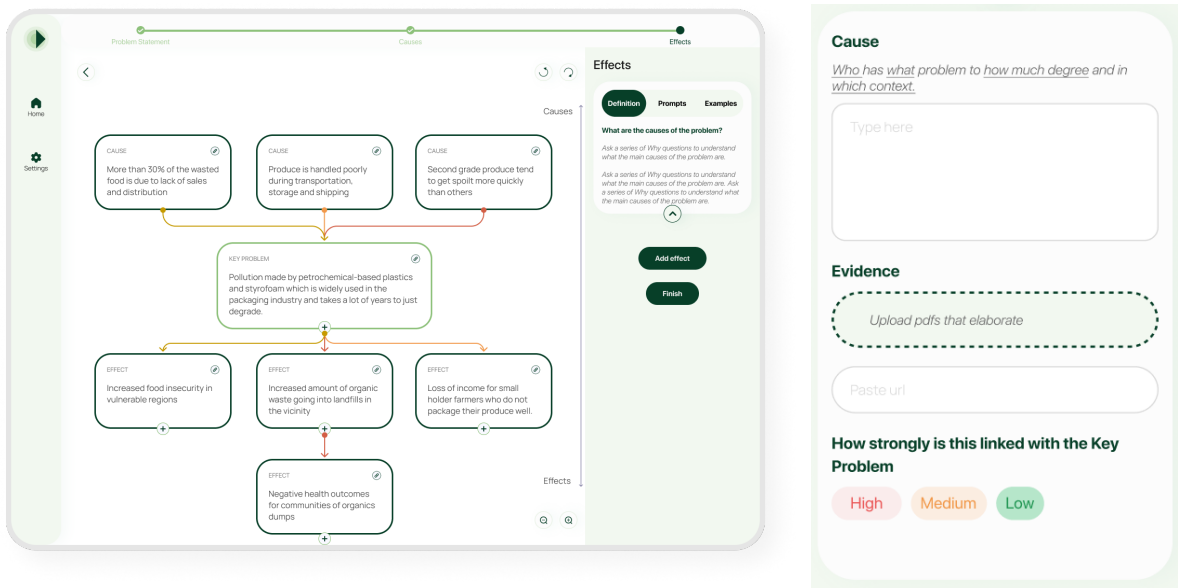 Problem Statement
Causes
Effects
Home
Settings
Causes
CAUSE
More than 30% of the wasted
food is due to lack of sales
and distribution
CAUSE
Produce is handled poorly
during transportation,
storage and shipping
CAUSE
Second grade produce tend
to get spoilt more quickly
than others
KEY PROBLEM
Pollution made by petrochemical-based plastics
and styrofoam which is widely used in the
packaging industry and takes a lot of years to just
degrade.
EFFECT
Increased food insecurity in
vulnerable regions
EFFECT
Increased amount of organic
waste going into landfills in
the vicinity
EFFECT
Loss of income for small
holder farmers who do not
package their produce well.
EFFECT
Negative health outcomes
for communities of organics
dumps
Effects
Effects
Definition
Prompts
Examples
What are the causes of the problem?
Ask a series of Why questions to understand
what the main causes of the problem are.
Ask a series of Why questions to understand
what the main causes of the problem are. Ask
a series of Why questions to understand what
the main causes of the problem are.
Add effect
Finish
Cause
Who has what problem to how much degree and in
which context.
Type here
Evidence
Upload pdfs that elaborate
Paste url
How strongly is this linked with the Key
Problem
High
Medium
Low